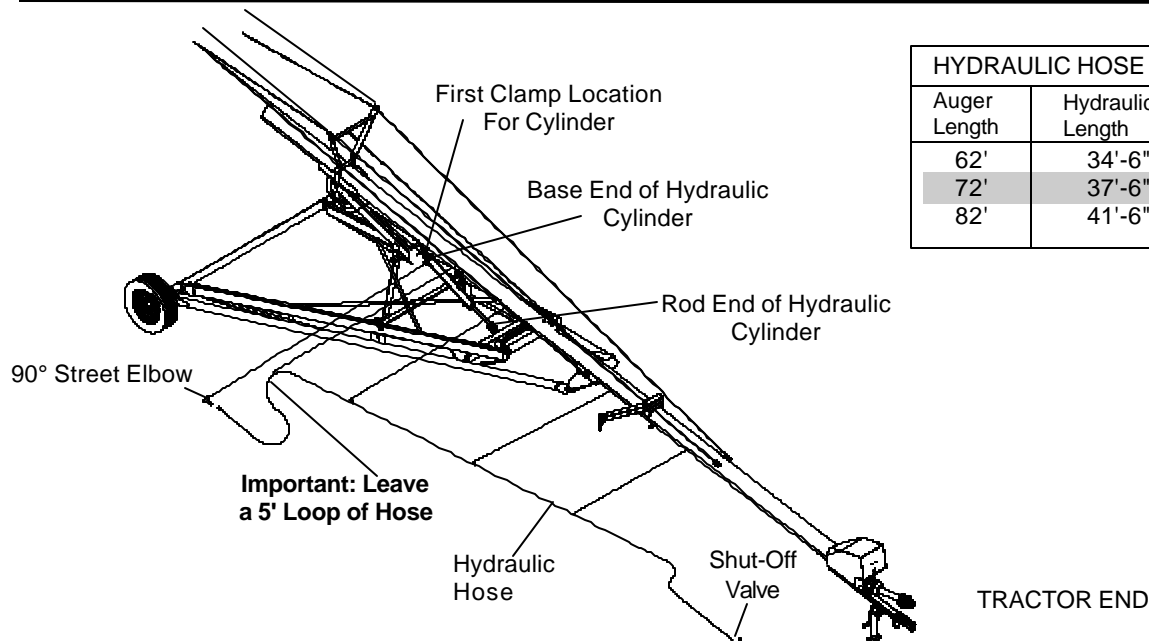 First Clamp Location
For Cylinder
Base End of Hydraulic
Cylinder
Rod End of Hydraulic
Cylinder
90° Street Elbow
Important: Leave
a 5' Loop of Hose
Hydraulic
Hose
Shut-Off
Valve
TRACTOR END
HYDRAULIC HOSE
Auger
Length
Hydraulic
Length
62' 34'-6"
72' 37'-6"
82' 41'-6"